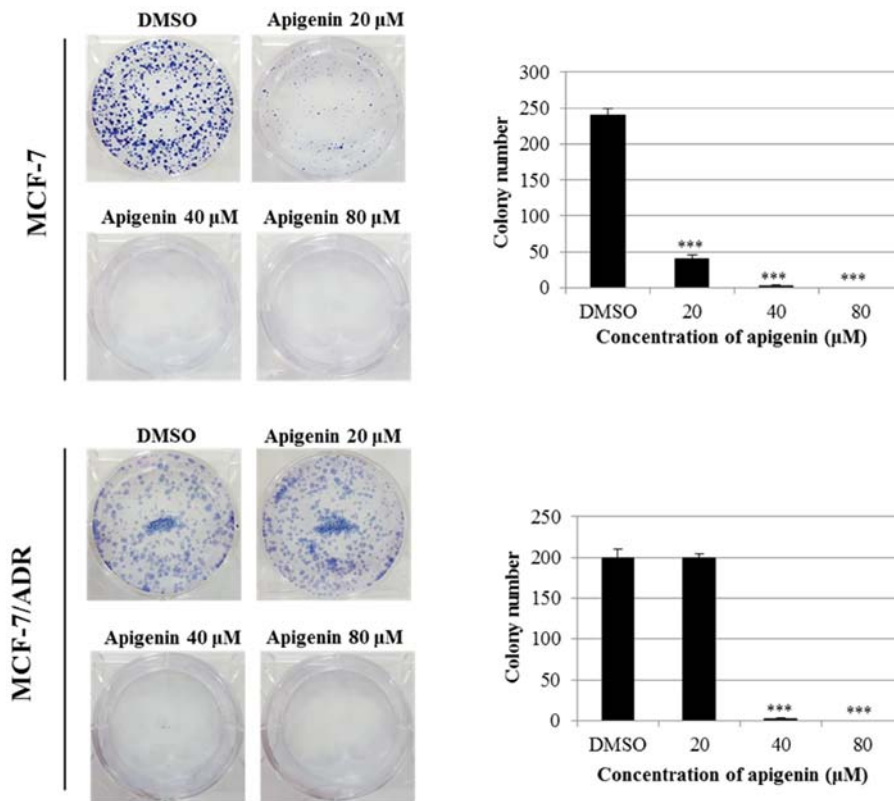 DMSO Apigenin 20 μM
MCF-7
Apigenin 40 μM Apigenin 80 μM
300
250
200
150
100
50
0
Colony number
***
***
***
DMSO 20 40 80
Concentration of apigenin (μM)
DMSO Apigenin 20 μM
MCF-7/ADR
Apigenin 40 μM Apigenin 80 μM
250
200
150
100
50
0
Colony number
***
***
DMSO 20 40 80
Concentration of apigenin (μM)